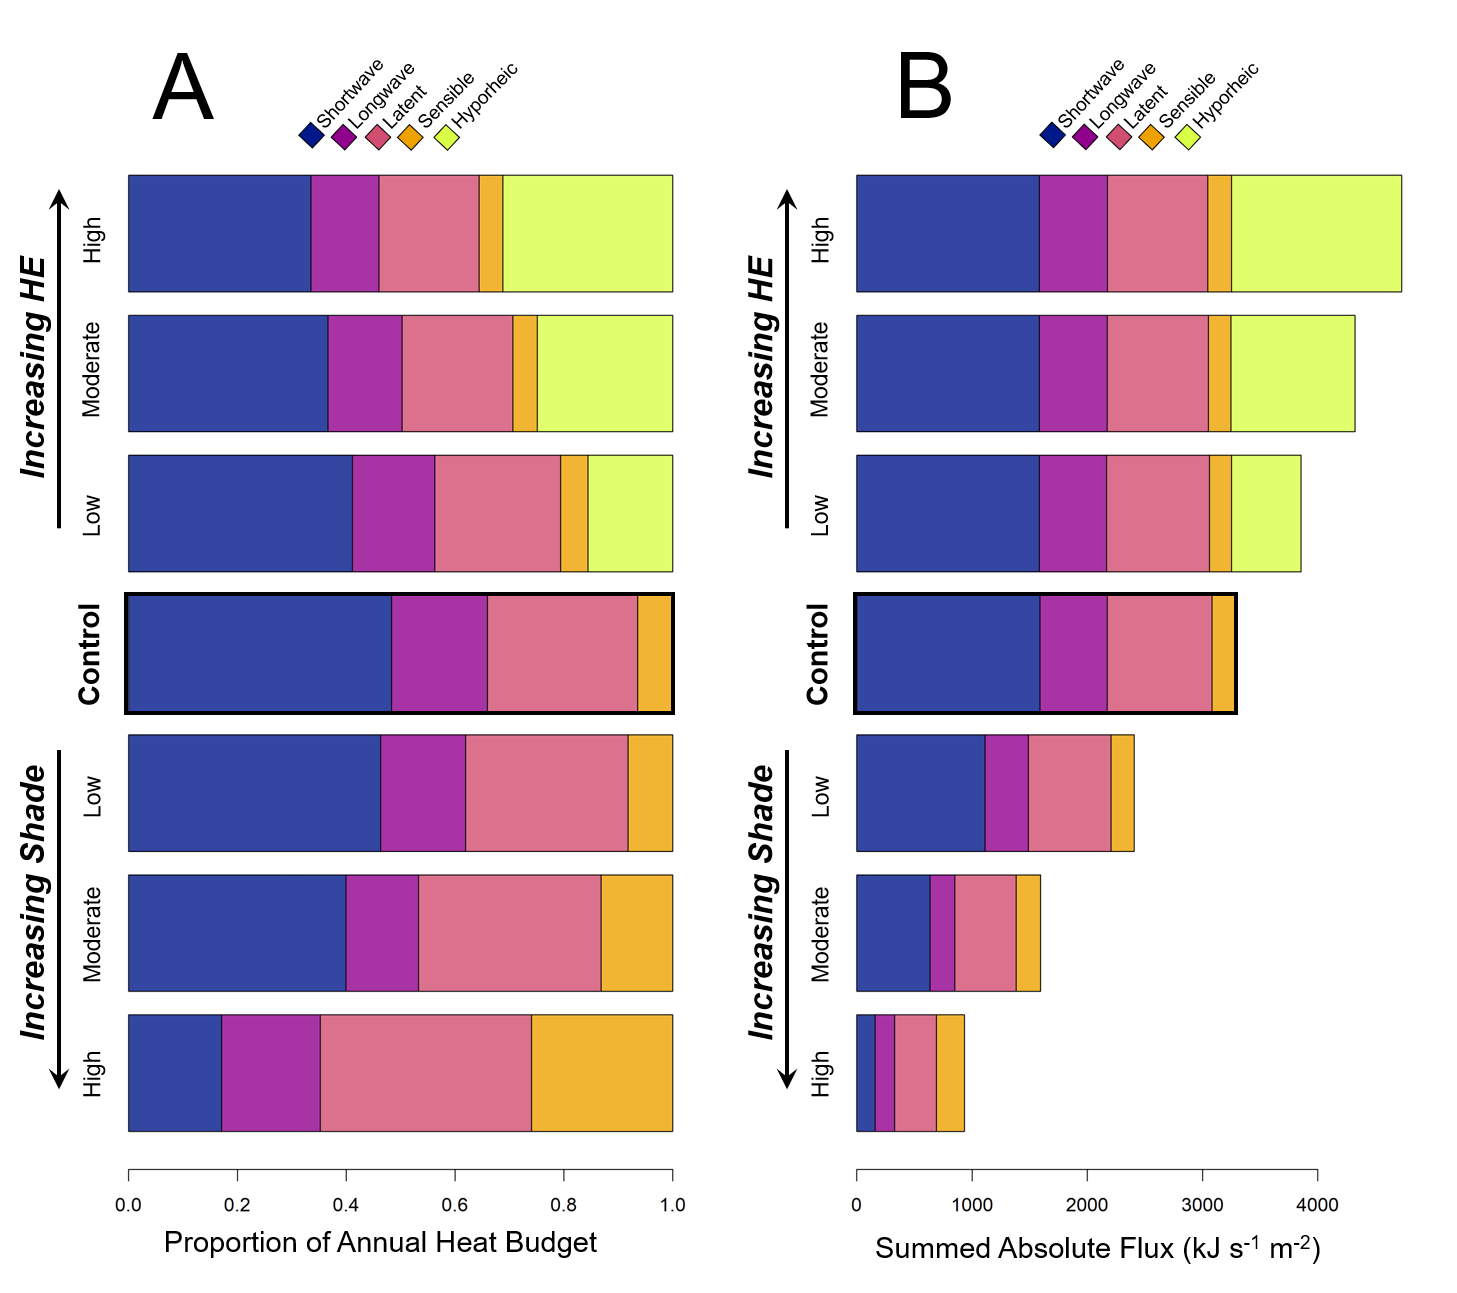 A
Shortwave
Longwave
Latent
Sensible
Hyporheic
Increasing HE
High
Moderate
Low
Control
Increasing Shade
Low
Moderate
High
0.0 0.2 0.4 0.6 0.8 1.0
Proportion of Annual Heat Budget
B
Shortwave
Longwave
Latent
Sensible
Hyporheic
Increasing HE
High
Moderate
Low
Control
Increasing Shade
Low
Moderate
High
0 1000 2000 3000 4000
Summed Absolute Flux (kJ s⁻¹ m⁻²)